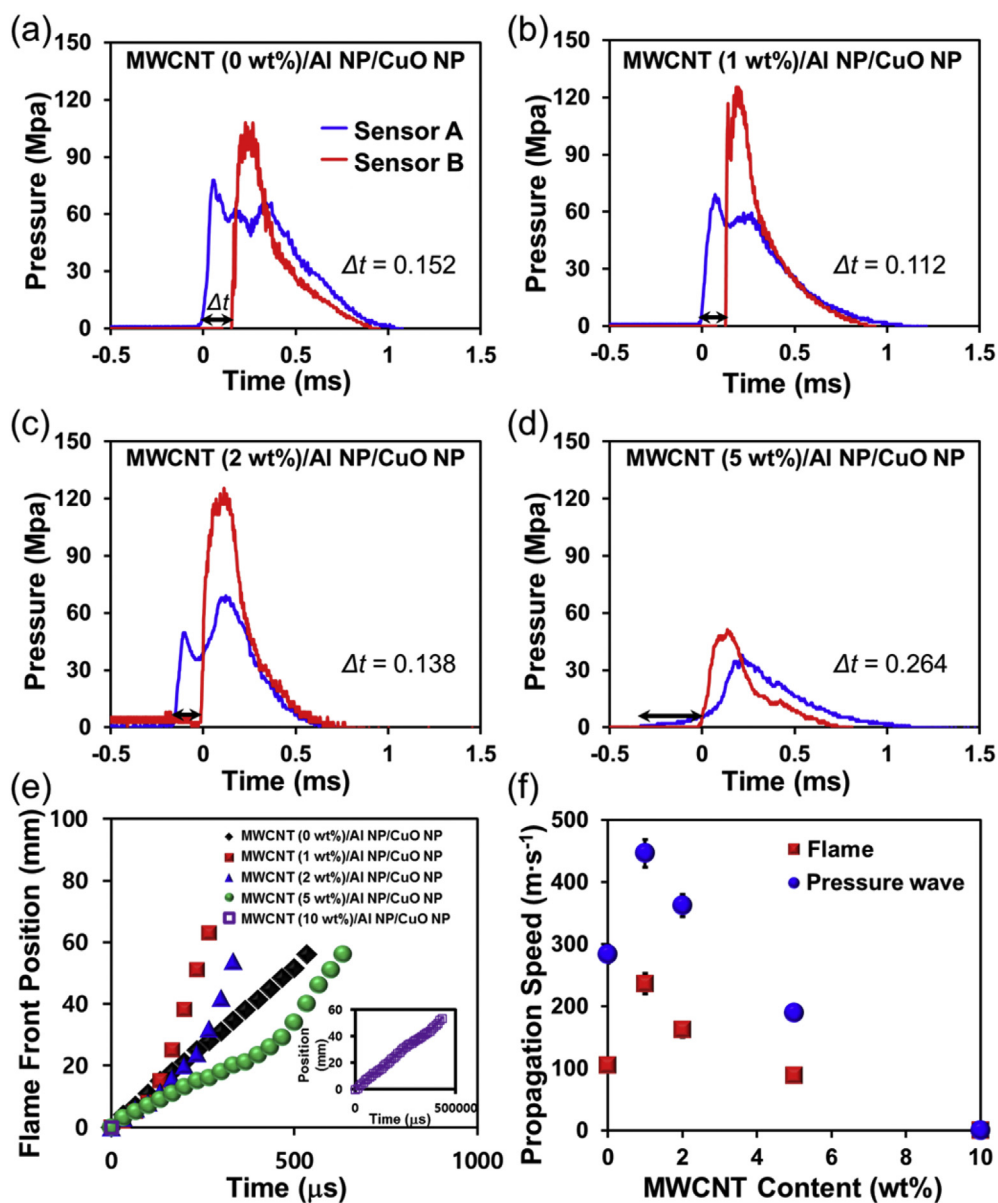 (a)
MWCNT (0 wt%)/Al NP/CuO NP
Pressure (Mpa)
150
120
90
60
30
0
Sensor A
Sensor B
Δt = 0.152
Δt
-0.5 0 0.5 1 1.5
Time (ms)
(b)
MWCNT (1 wt%)/Al NP/CuO NP
Pressure (Mpa)
150
120
90
60
30
0
Δt = 0.112
-0.5 0 0.5 1 1.5
Time (ms)
(c)
MWCNT (2 wt%)/Al NP/CuO NP
Pressure (Mpa)
150
120
90
60
30
0
Δt = 0.138
-0.5 0 0.5 1 1.5
Time (ms)
(d)
MWCNT (5 wt%)/Al NP/CuO NP
Pressure (Mpa)
150
120
90
60
30
0
Δt = 0.264
-0.5 0 0.5 1 1.5
Time (ms)
(e)
Flame Front Position (mm)
100
80
60
40
20
0
MWCNT (0 wt%)/Al NP/CuO NP
MWCNT (1 wt%)/Al NP/CuO NP
MWCNT (2 wt%)/Al NP/CuO NP
MWCNT (5 wt%)/Al NP/CuO NP
MWCNT (10 wt%)/Al NP/CuO NP
Position
(mm)
60
40
20
0
0 500000
Time (μs)
0 500 1000
Time (μs)
(f)
Propagation Speed (m·s⁻¹)
500
400
300
200
100
0
Flame
Pressure wave
0 2 4 6 8 10
MWCNT Content (wt%)